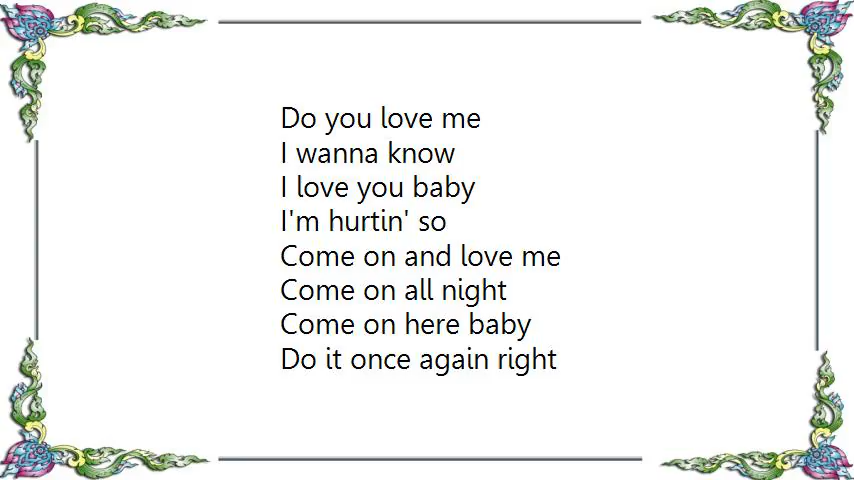 Do you love me
I wanna know
I love you baby
I'm hurtin' so
Come on and love me
Come on all night
Come on here baby
Do it once again right